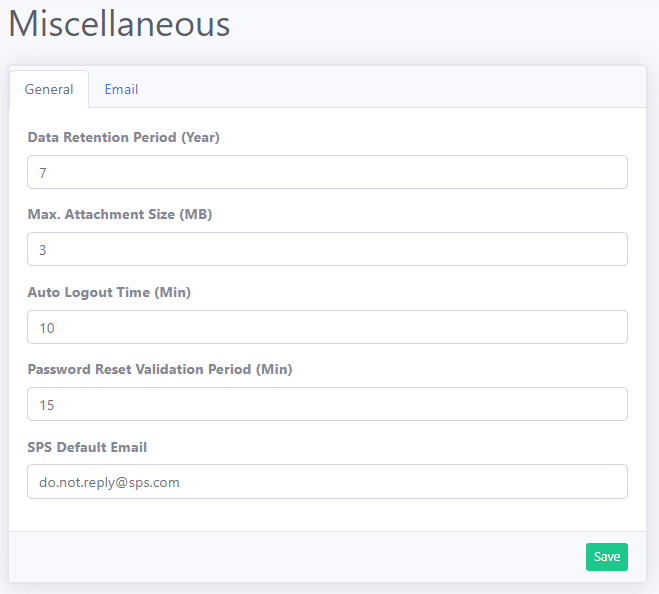 Miscellaneous
General Email
Data Retention Period (Year)
7
Max. Attachment Size (MB)
3
Auto Logout Time (Min)
10
Password Reset Validation Period (Min)
15
SPS Default Email
do.not.reply@sps.com
Save